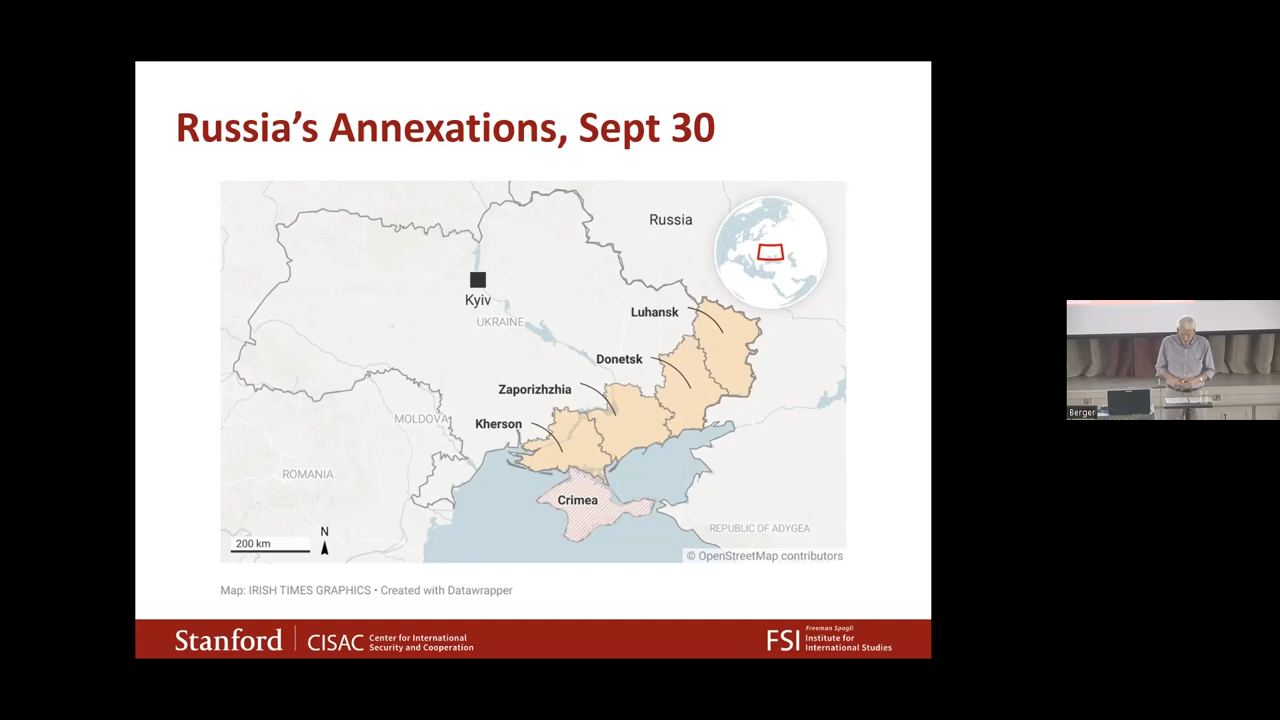 Russia’s Annexations, Sept 30
Russia
Kyiv
UKRAINE
Luhansk
Donetsk
Zaporizhzhia
Kherson
MOLDOVA
ROMANIA
Crimea
REPUBLIC OF ADYGEA
N
200 km
© OpenStreetMap contributors
Map: IRISH TIMES GRAPHICS • Created with Datawrapper
Stanford
CISAC
Center for International
Security and Cooperation
FSI
Freeman Spogli
Institute for
International Studies
Berger